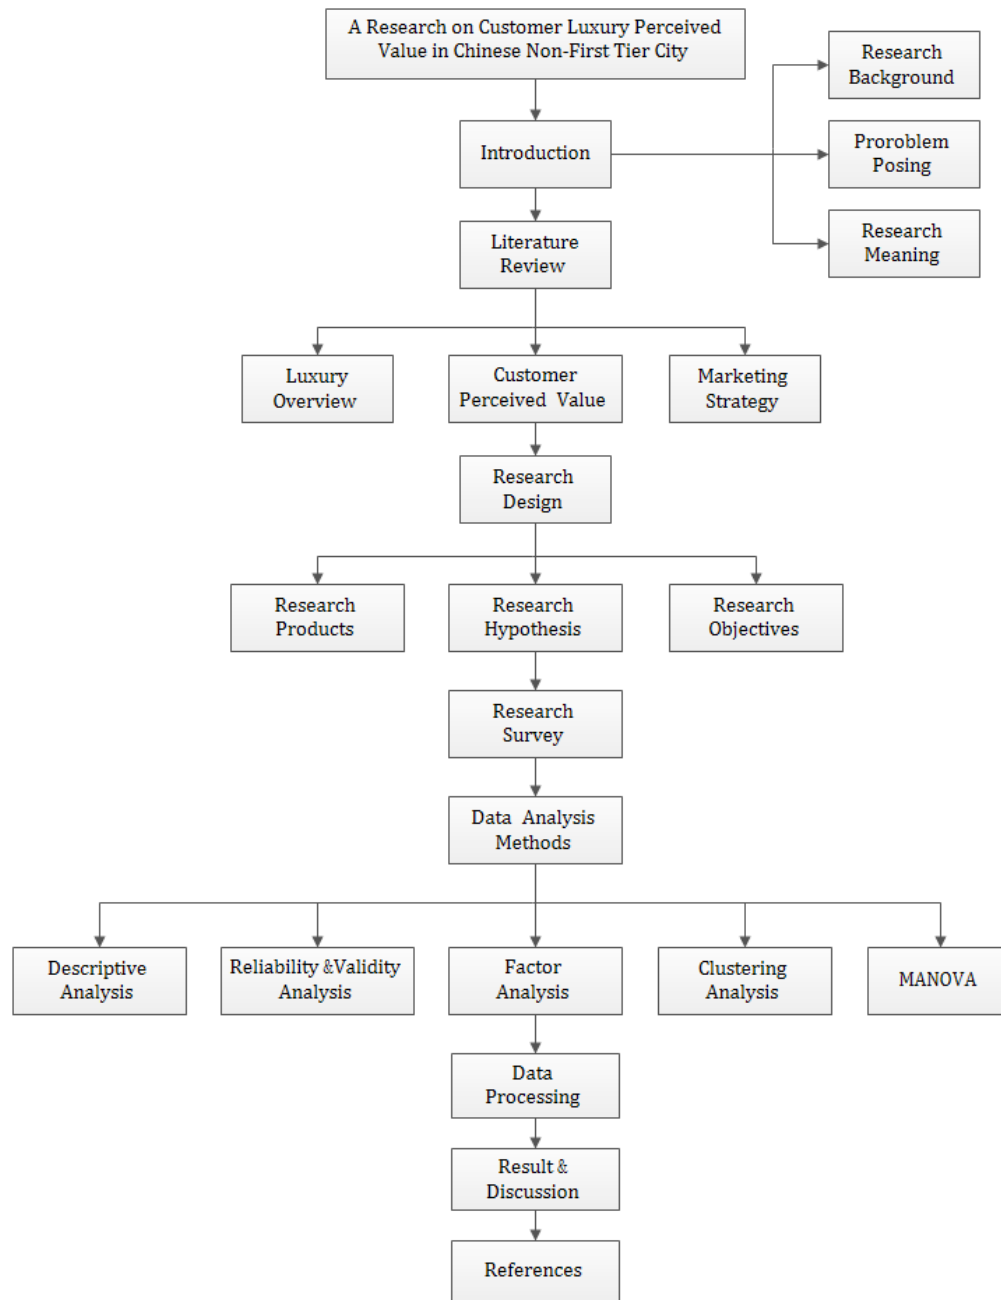 A Research on Customer Luxury Perceived
Value in Chinese Non-First Tier City
Research
Background
Introduction
Proroblem
Posing
Literature
Review
Research
Meaning
Luxury
Overview
Customer
Perceived Value
Marketing
Strategy
Research
Design
Research
Products
Research
Hypothesis
Research
Objectives
Research
Survey
Data Analysis
Methods
Descriptive
Analysis
Reliability &Validity
Analysis
Factor
Analysis
Clustering
Analysis
MANOVA
Data
Processing
Result &
Discussion
References